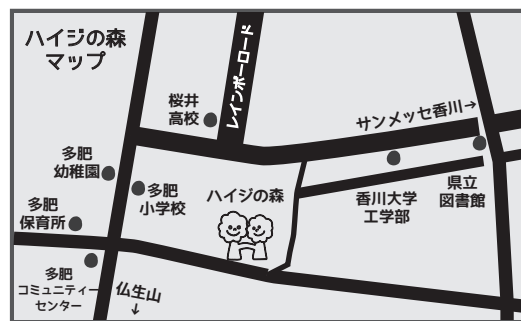 ハイジの森
マップ
レインボーロード
桜井
高校
サンメッセ香川→
多肥
幼稚園
多肥
小学校
ハイジの森
香川大学
工学部
県立
図書館
多肥
保育所
多肥
コミュニティー
センター
仏生山
↓